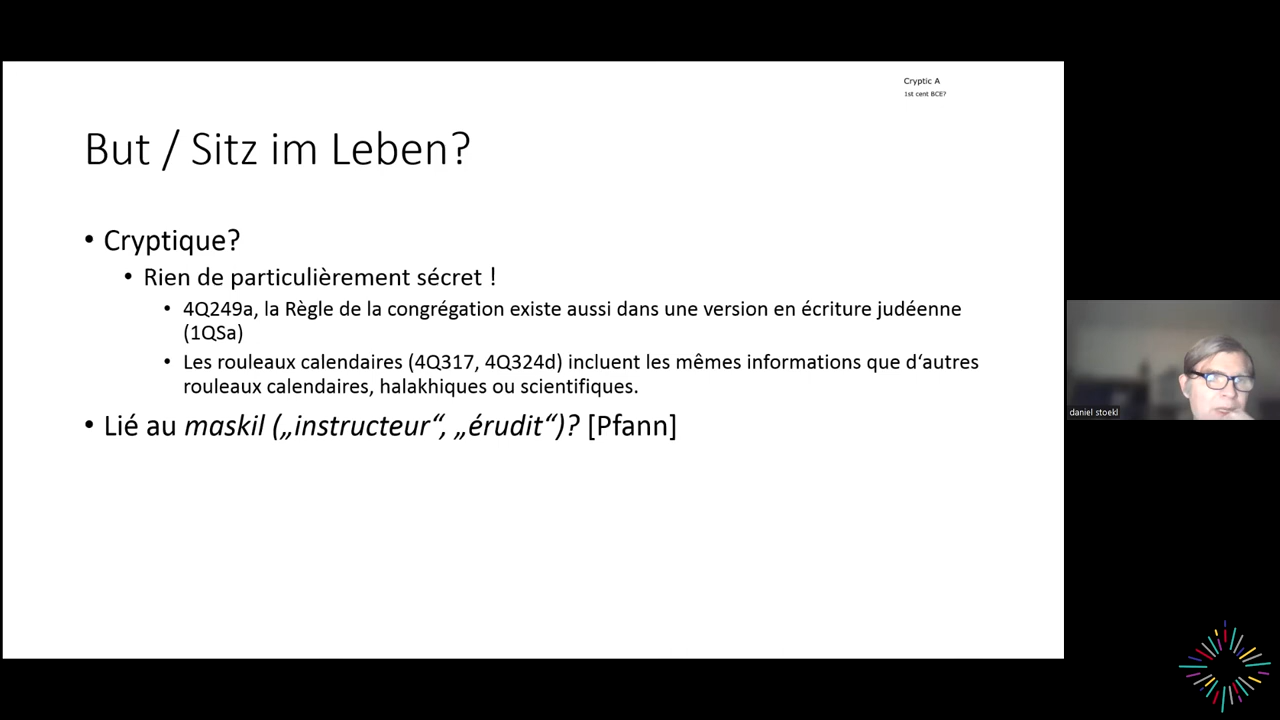 Cryptic A
1st cent BCE?
But / Sitz im Leben?
• Cryptique?
• Rien de particulièrement sécret !
• 4Q249a, la Règle de la congrégation existe aussi dans une version en écriture judéenne
(1QSa)
• Les rouleaux calendaires (4Q317, 4Q324d) incluent les mêmes informations que d‘autres
rouleaux calendaires, halakhiques ou scientifiques.
• Lié au maskil („instructeur“, „érudit“)? [Pfann]
daniel stoekl